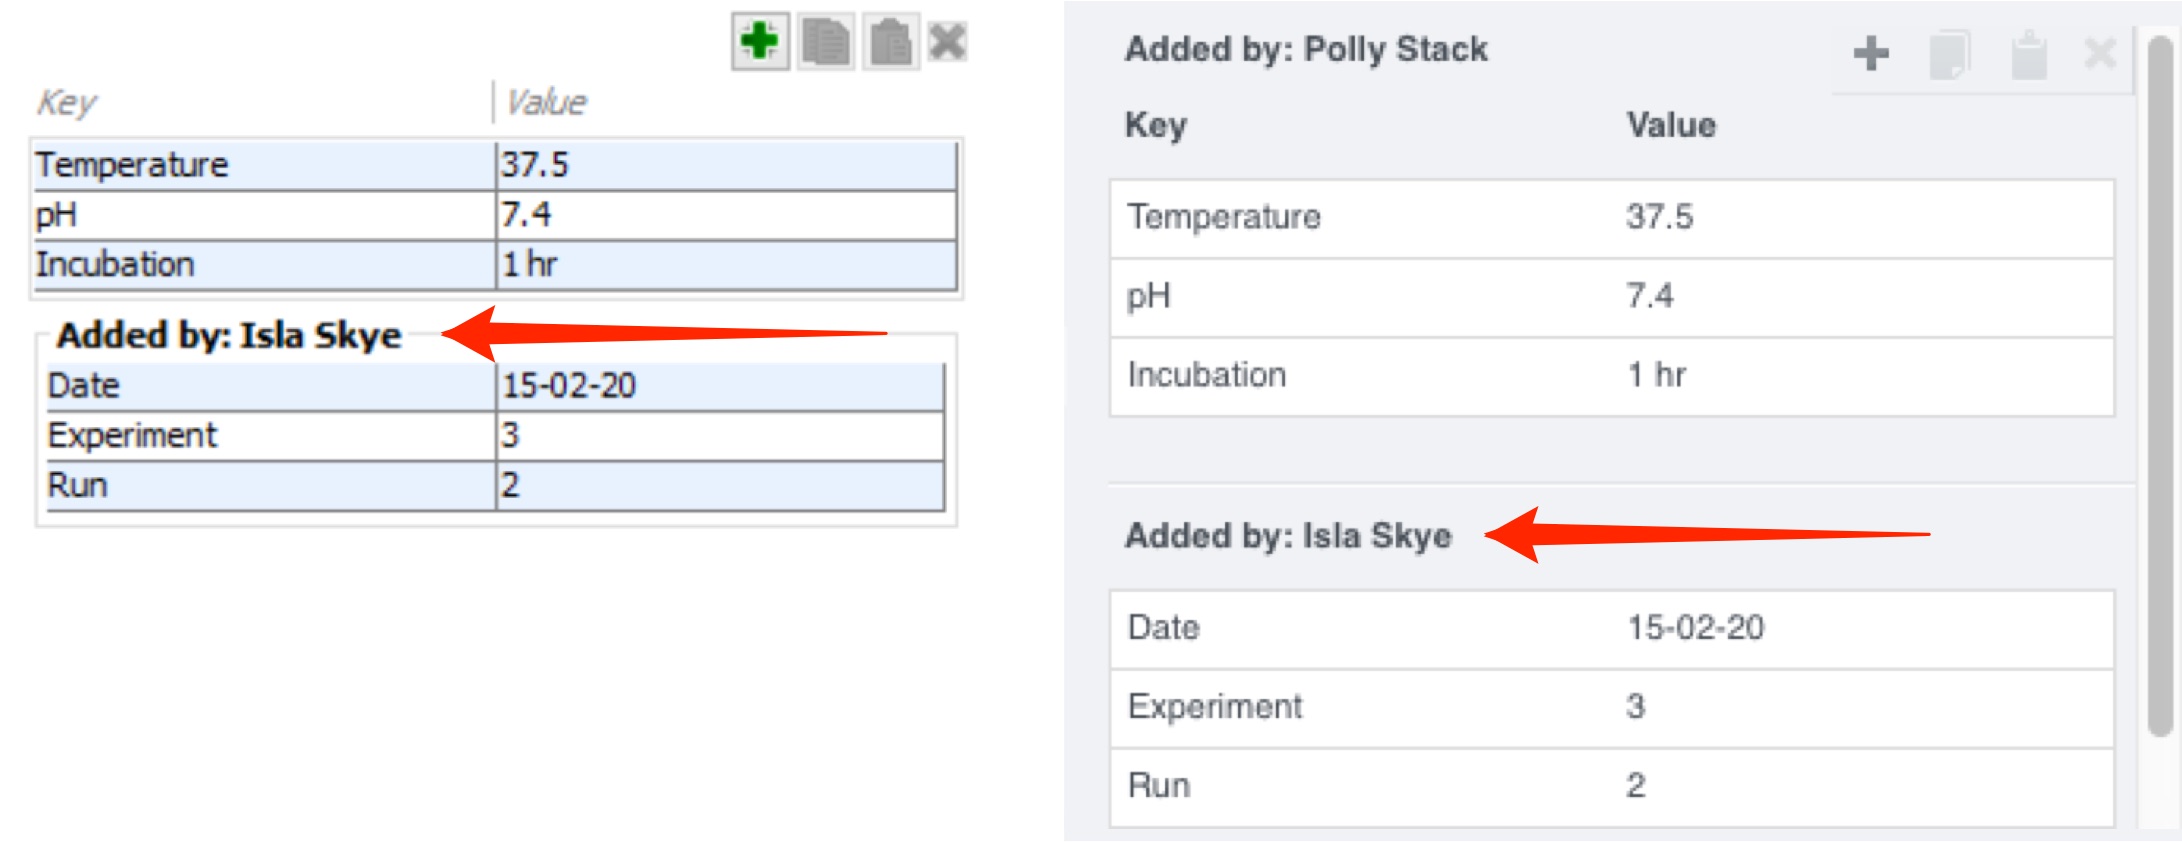 Key Value
Temperature 37.5
pH 7.4
Incubation 1 hr
Added by: Isla Skye
Date 15-02-20
Experiment 3
Run 2
Added by: Polly Stack
Key Value
Temperature 37.5
pH 7.4
Incubation 1 hr
Added by: Isla Skye
Date 15-02-20
Experiment 3
Run 2